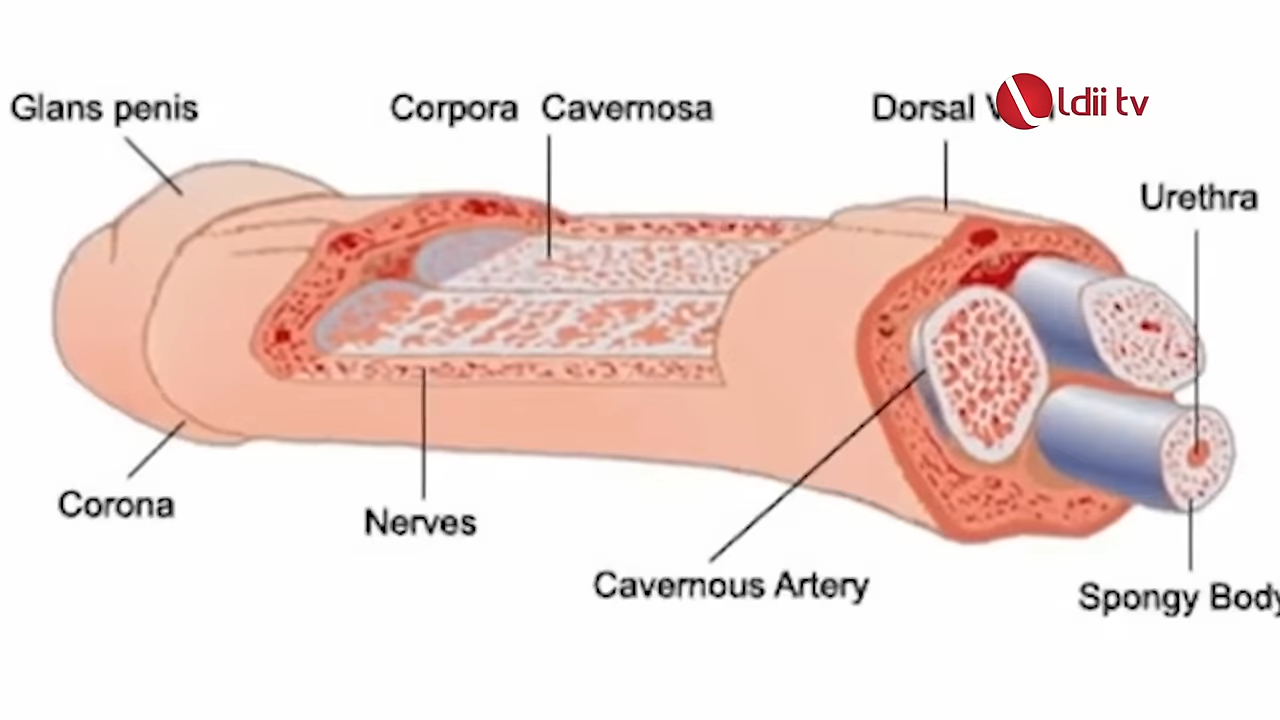 Glans penis
Corpora Cavernosa
Dorsal
ldii tv
Urethra
Corona
Nerves
Cavernous Artery
Spongy Body